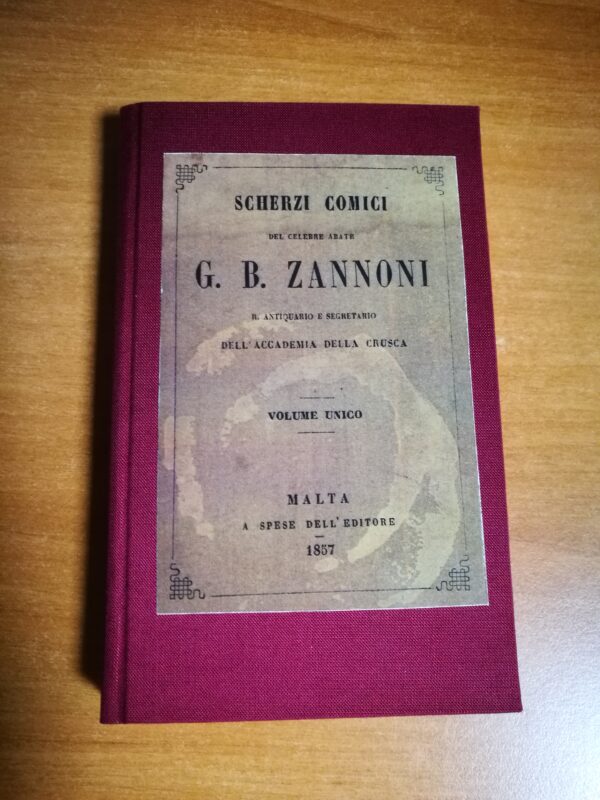 SCHERZI COMICI
DEL CELEBRE ABATE
G. B. ZANNONI
R. ANTIQUARIO E SEGRETARIO
DELL'ACCADEMIA DELLA CRUSCA
VOLUME UNICO
MALTA
A SPESE DELL'EDITORE
1857